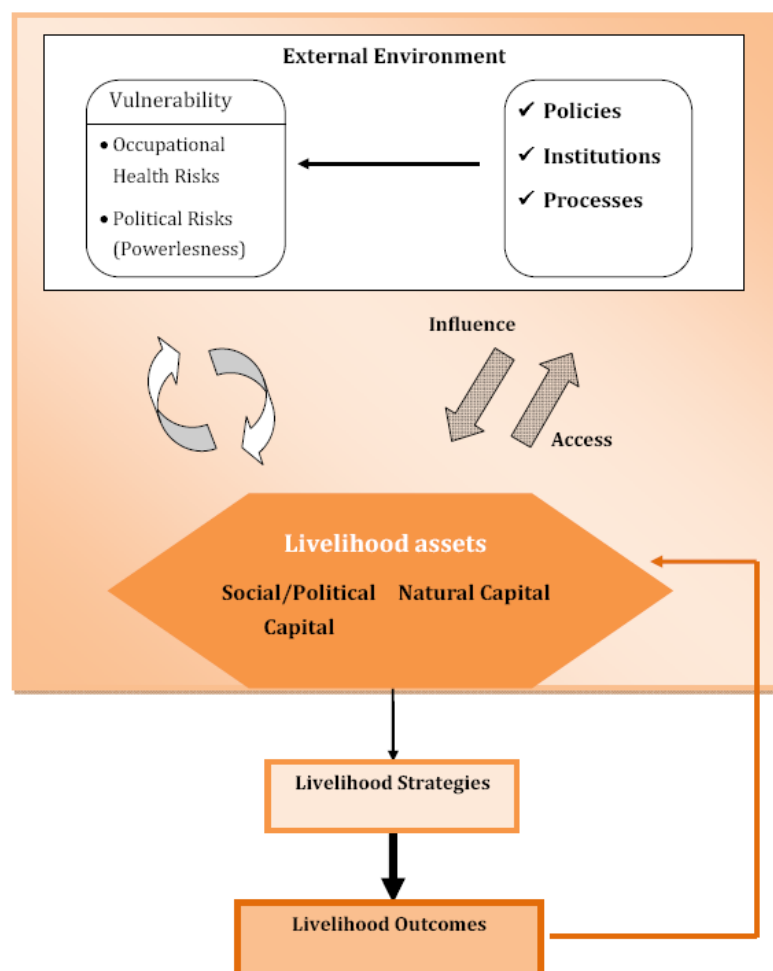 External Environment
Vulnerability
• Occupational
Health Risks
• Political Risks
(Powerlesness)
✓ Policies
✓ Institutions
✓ Processes
Influence
Access
Livelihood assets
Social/Political Natural Capital
Capital
Livelihood Strategies
Livelihood Outcomes